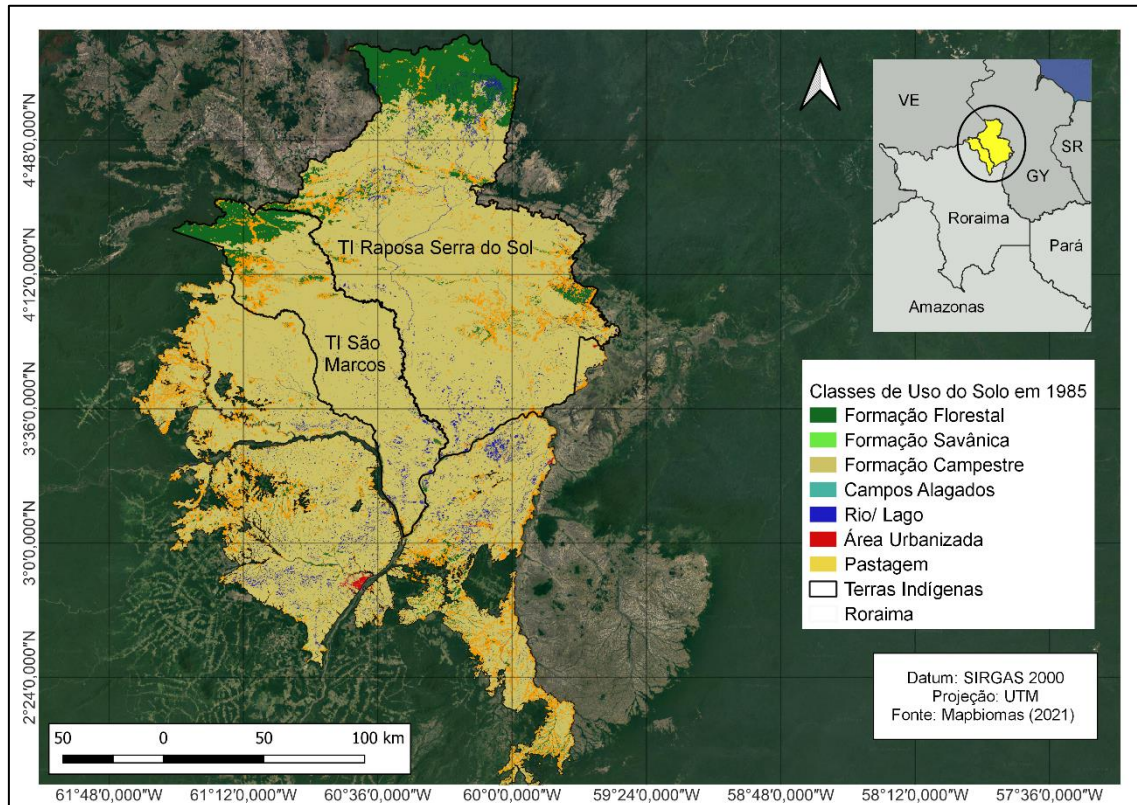 4°48'0,000"N
4°12'0,000"N
3°36'0,000"N
3°0'0,000"N
2°24'0,000"N
TI Raposa Serra do Sol
TI São
Marcos
VE
SR
GY
Roraima
Pará
Amazonas
Classes de Uso do Solo em 1985
Formação Florestal
Formação Savânica
Formação Campestre
Campos Alagados
Rio/ Lago
Área Urbanizada
Pastagem
Terras Indígenas
Roraima
Datum: SIRGAS 2000
Projeção: UTM
Fonte: Mapbiomas (2021)
50 0 50 100 km
61°48'0,000"W 61°12'0,000"W 60°36'0,000"W 60°0'0,000"W 59°24'0,000"W 58°48'0,000"W 58°12'0,000"W 57°36'0,000"W